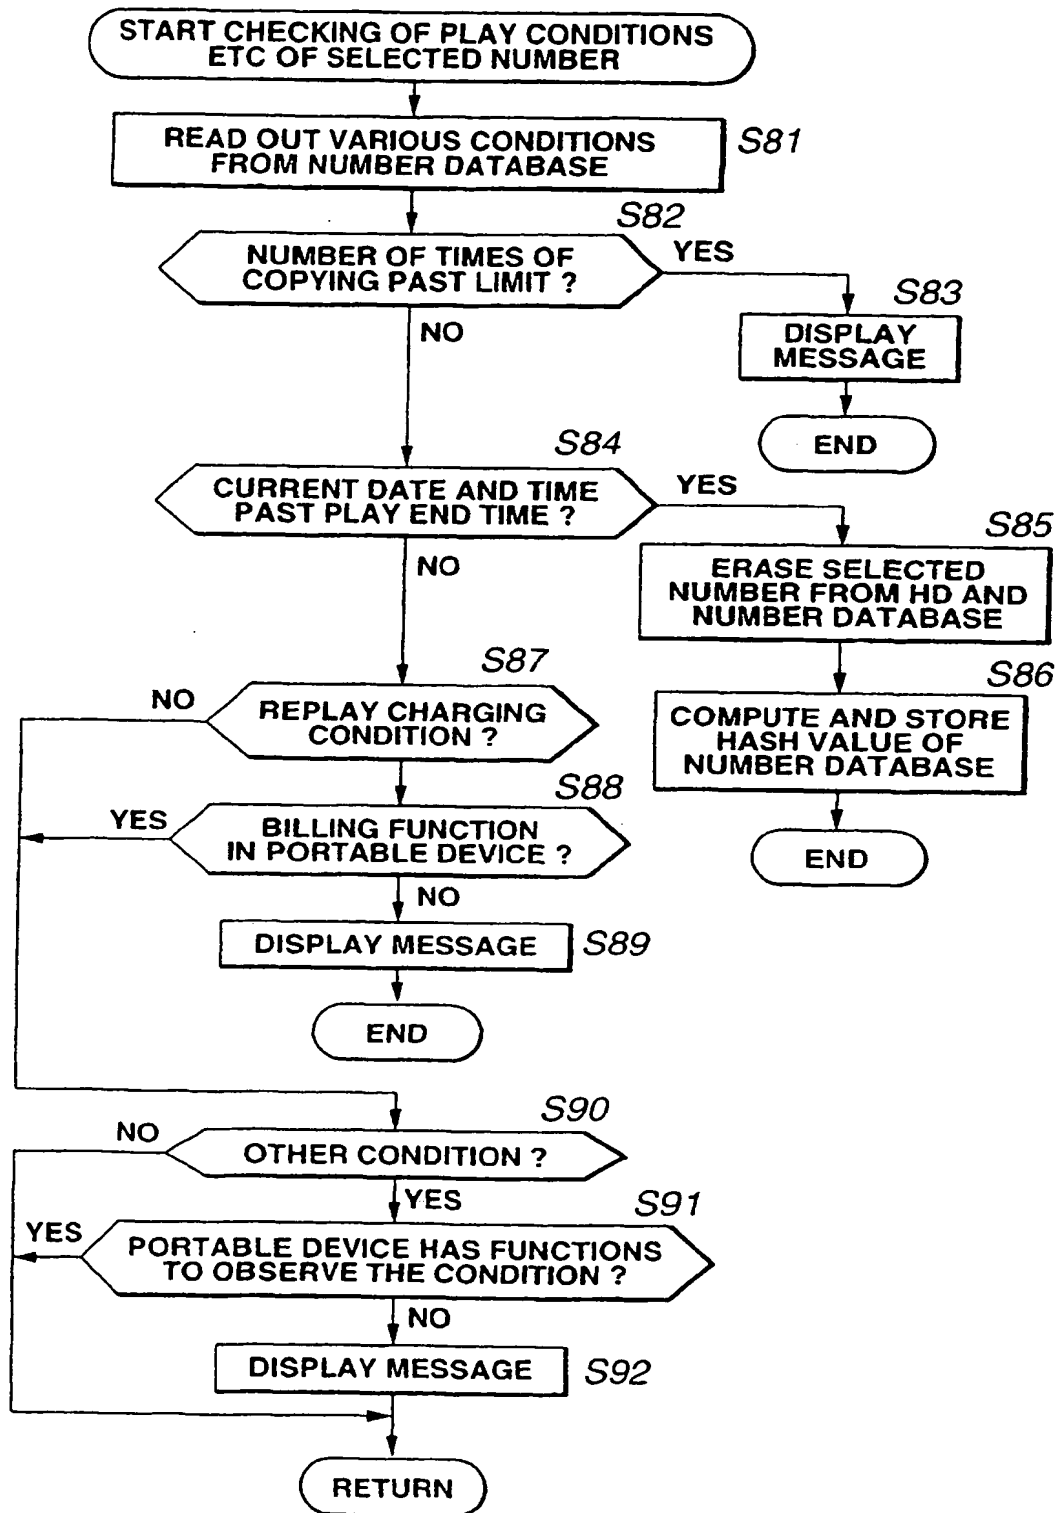 START CHECKING OF PLAY CONDITIONS
ETC OF SELECTED NUMBER
READ OUT VARIOUS CONDITIONS
FROM NUMBER DATABASE
S81
S82
NUMBER OF TIMES OF
COPYING PAST LIMIT ?
YES
NO
S83
DISPLAY
MESSAGE
END
S84
CURRENT DATE AND TIME
PAST PLAY END TIME ?
YES
NO
S85
ERASE SELECTED
NUMBER FROM HD AND
NUMBER DATABASE
S86
COMPUTE AND STORE
HASH VALUE OF
NUMBER DATABASE
END
S87
NO
REPLAY CHARGING
CONDITION ?
S88
YES
BILLING FUNCTION
IN PORTABLE DEVICE ?
NO
DISPLAY MESSAGE
S89
END
S90
NO
OTHER CONDITION ?
YES
S91
YES
PORTABLE DEVICE HAS FUNCTIONS
TO OBSERVE THE CONDITION ?
NO
DISPLAY MESSAGE
S92
RETURN